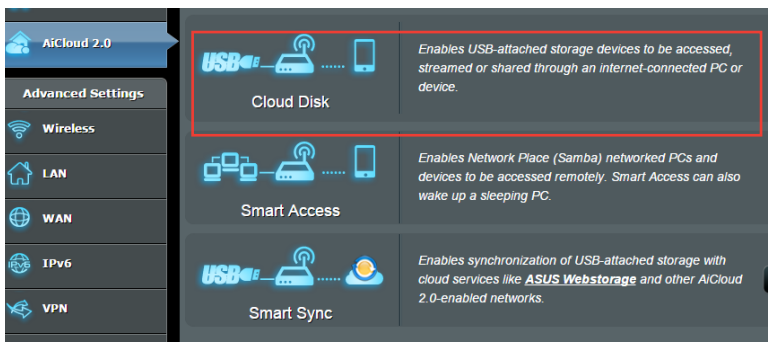 AiCloud 2.0
Advanced Settings
Wireless
LAN
WAN
IPv6
IPv6
VPN
USB
Cloud Disk
Enables USB-attached storage devices to be accessed,
streamed or shared through an internet-connected PC or
device.
Smart Access
Enables Network Place (Samba) networked PCs and
devices to be accessed remotely. Smart Access can also
wake up a sleeping PC.
USB
Smart Sync
Enables synchronization of USB-attached storage with
cloud services like ASUS Webstorage and other AiCloud
2.0-enabled networks.